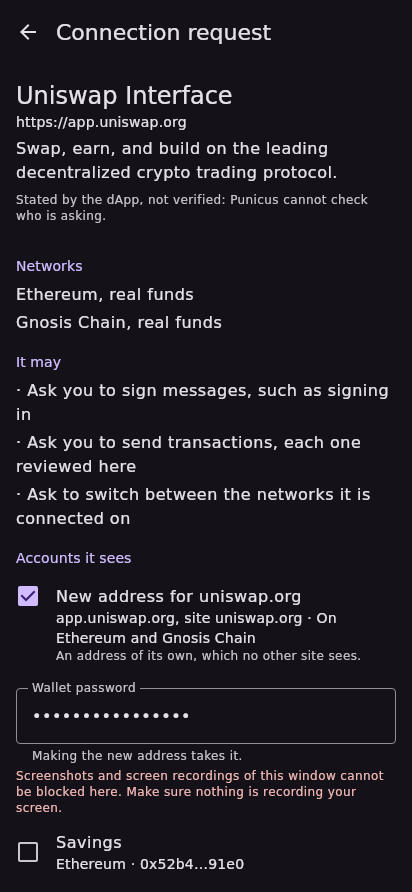 Connection request
Uniswap Interface
https://app.uniswap.org
Swap, earn, and build on the leading
decentralized crypto trading protocol.
Stated by the dApp, not verified: Punicus cannot check
who is asking.
Networks
Ethereum, real funds
Gnosis Chain, real funds
It may
· Ask you to sign messages, such as signing
in
· Ask you to send transactions, each one
reviewed here
· Ask to switch between the networks it is
connected on
Accounts it sees
New address for uniswap.org
app.uniswap.org, site uniswap.org · On
Ethereum and Gnosis Chain
An address of its own, which no other site sees.
Wallet password
••••••••••••••••
Making the new address takes it.
Screenshots and screen recordings of this window cannot
be blocked here. Make sure nothing is recording your
screen.
Savings
Ethereum · 0x52b4…91e0